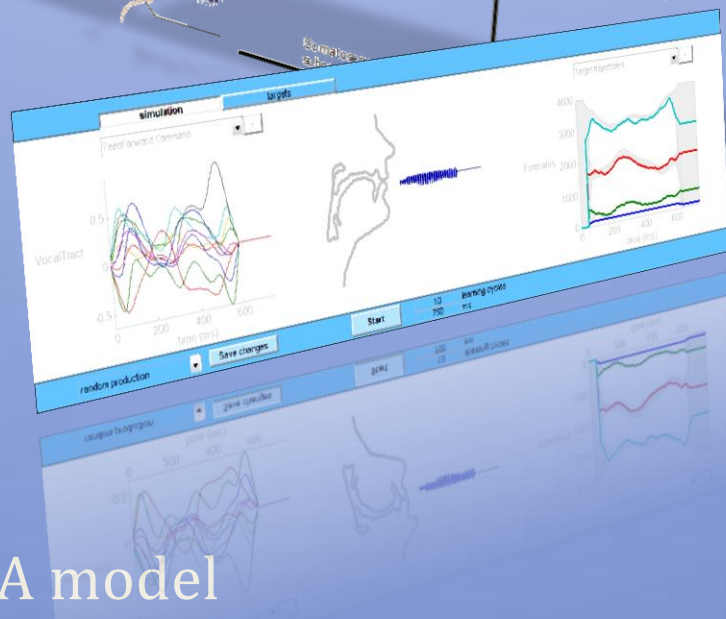 simulation
targets
FeedForward Command
Target trajectories
VocalTract
0.5
0
-0.5
0 200 400 600
time (ms)
Formants
4000
3000
2000
1000
0
0 200 400 600
time (ms)
Start
10 learning cycles
750 ms
random production
Save changes
A model